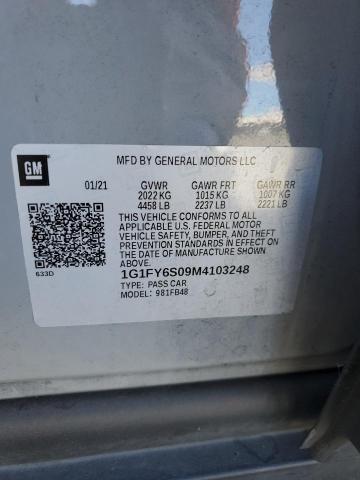 GM
MFD BY GENERAL MOTORS LLC
01/21 GVWR GAWR FRT GAWR RR
2022 KG 1015 KG 1007 KG
4458 LB 2237 LB 2221 LB
THIS VEHICLE CONFORMS TO ALL
APPLICABLE U.S. FEDERAL MOTOR
VEHICLE SAFETY, BUMPER, AND THEFT
PREVENTION STANDARDS IN EFFECT ON
THE DATE OF MANUFACTURE SHOWN
ABOVE.
633D
1G1FY6S09M4103248
TYPE: PASS CAR
MODEL: 981FB48